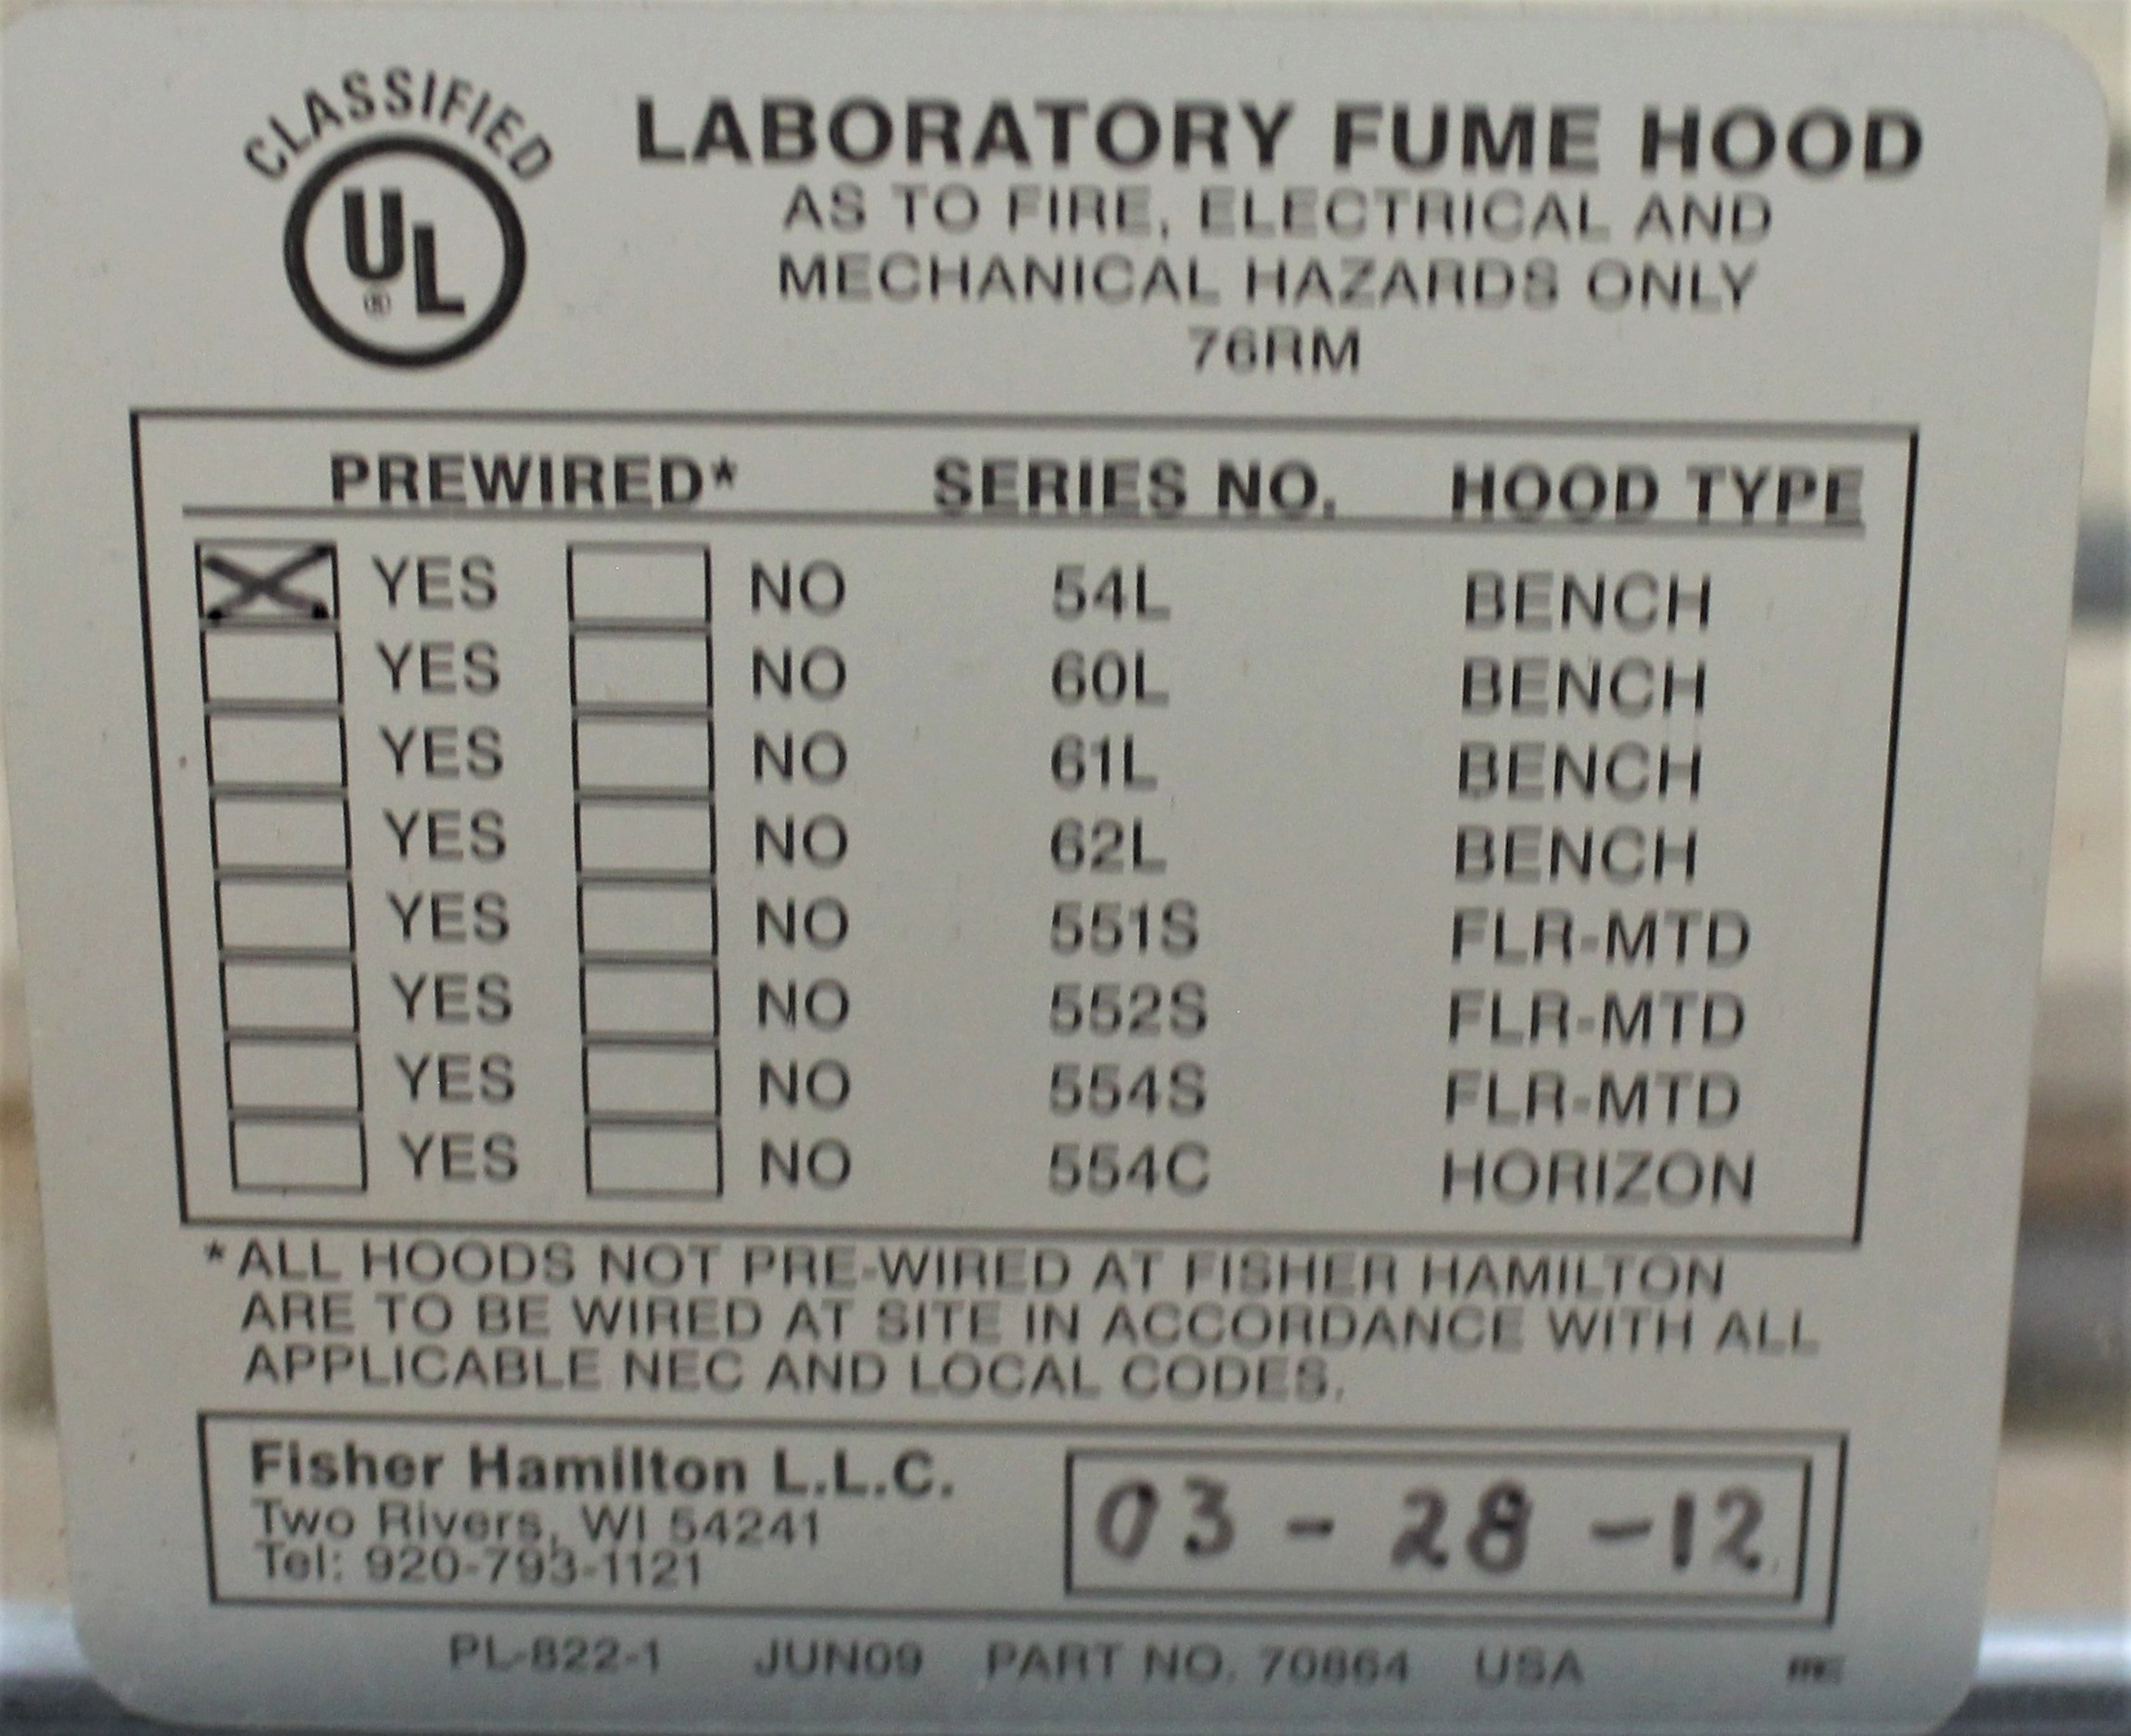 CLASSIFIED
UL
®
LABORATORY FUME HOOD
AS TO FIRE, ELECTRICAL AND
MECHANICAL HAZARDS ONLY
76RM
PREWIRED* SERIES NO. HOOD TYPE
YES NO 54L BENCH
YES NO 60L BENCH
YES NO 61L BENCH
YES NO 62L BENCH
YES NO 551S FLR-MTD
YES NO 552S FLR-MTD
YES NO 554S FLR-MTD
YES NO 554C HORIZON
*ALL HOODS NOT PRE-WIRED AT FISHER HAMILTON
ARE TO BE WIRED AT SITE IN ACCORDANCE WITH ALL
APPLICABLE NEC AND LOCAL CODES.
Fisher Hamilton L.L.C.
Two Rivers, WI 54241
Tel: 920-793-1121
03-28-12
PL-822-1 JUN09 PART NO. 70864 USA